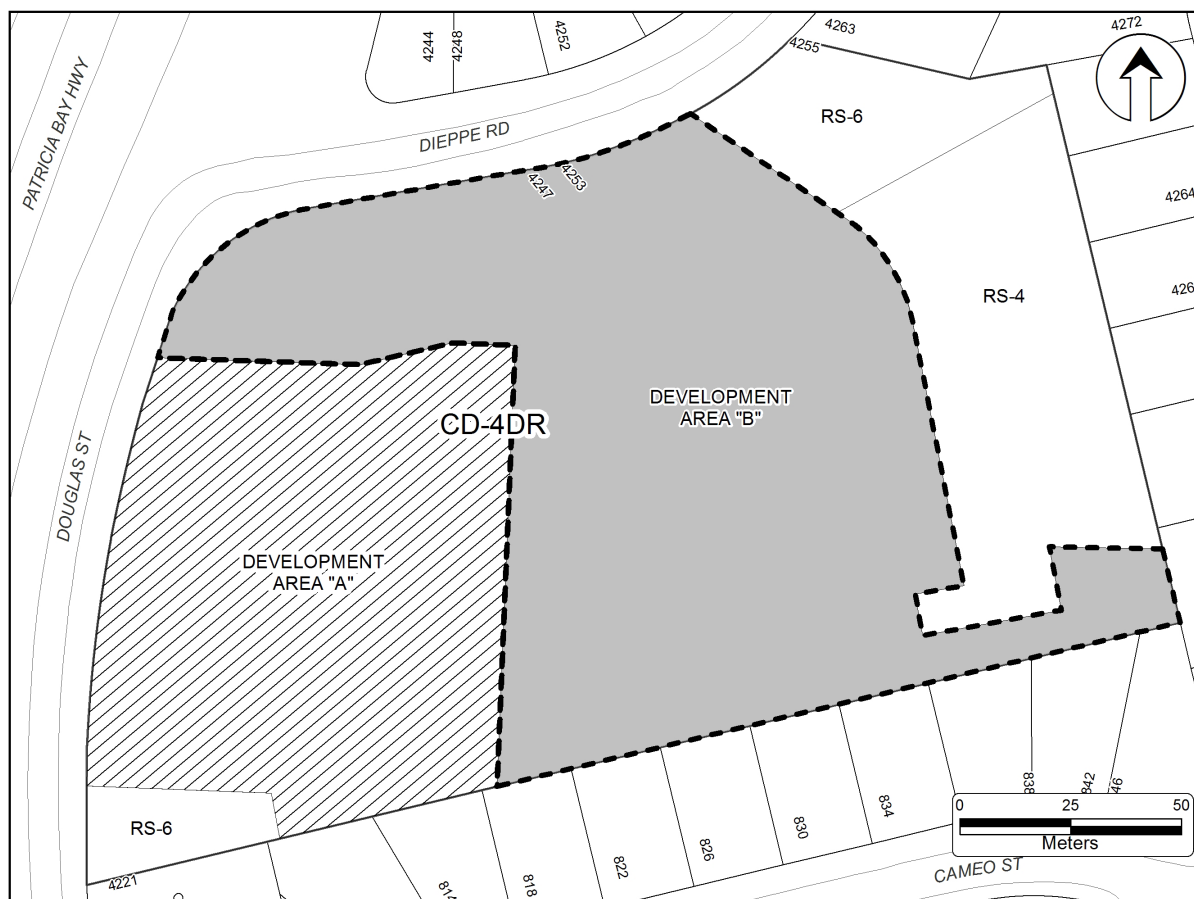 4244
4248
4252
4263
4255
4272
PATRICIA BAY HWY
DIEPPE RD
RS-6
4247
4253
4264
RS-4
DEVELOPMENT
AREA "B"
CD-4DR
DOUGLAS ST
DEVELOPMENT
AREA "A"
RS-6
4221
814
818
822
826
830
834
838
842
0 25 50
Meters
CAMEO ST